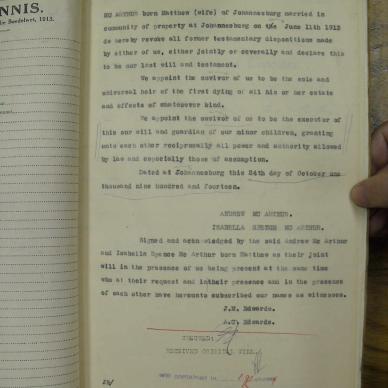 NNIS.
Boedelwet, 1913.
MC ARTHUR born Matthew (wife) of Johannesburg married in
community of property at Johannesburg on the June 11th 1913
do hereby revoke all former testamentary dispositions made
by either of us, either jointly or severally and declare this
to be our last will and testament.
We appoint the survivor of us to be the sole and
universal heir of the first dying of all his or her estate
and effects of whatsoever kind.
We appoint the survivor of us to be the executor of
this our will and guardian of our minor children, granting
unto each other reciprocally all power and authority allowed
by law and especially those of assumption.
Dated at Johannesburg this 24th day of October one
thousand nine hundred and fourteen.
ANDREW MC ARTHUR.
ISABELLA SPENCE MC ARTHUR.
Signed and acknowledged by the said Andrew Mc Arthur
and Isabella Spence Mc Arthur born Matthew as their joint
will in the presence of us being present at the same time
who at their request and in their presence and in the presence
of each other have hereunto subscribed our name as witnesses.
J.M. Edwards.
A.C. Edwards.
RECEIVED ORIGINAL WILL.